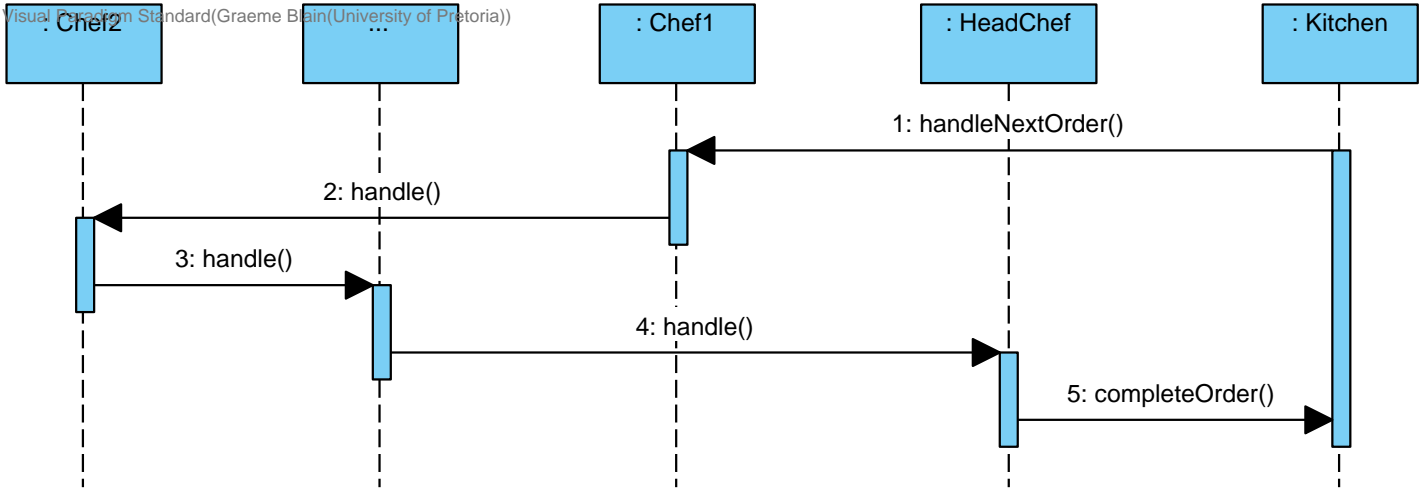 Visual Paradigm Standard(Graeme Blain(University of Pretoria))
: Chef2
...
: Chef1
: HeadChef
: Kitchen
1: handleNextOrder()
2: handle()
3: handle()
4: handle()
5: completeOrder()